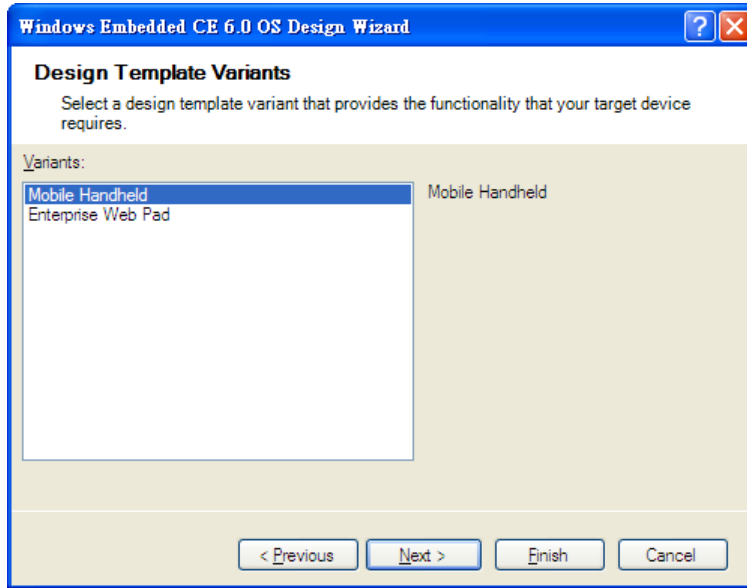 Windows Embedded CE 6.0 OS Design Wizard
Design Template Variants
Select a design template variant that provides the functionality that your target device
requires.
Variants:
Mobile Handheld
Enterprise Web Pad
Mobile Handheld
< Previous
Next >
Finish
Cancel